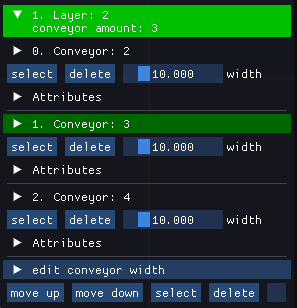 1. Layer: 2
conveyor amount: 3
0. Conveyor: 2
select delete 10.000 width
Attributes
1. Conveyor: 3
select delete 10.000 width
Attributes
2. Conveyor: 4
select delete 10.000 width
Attributes
edit conveyor width
move up move down select delete